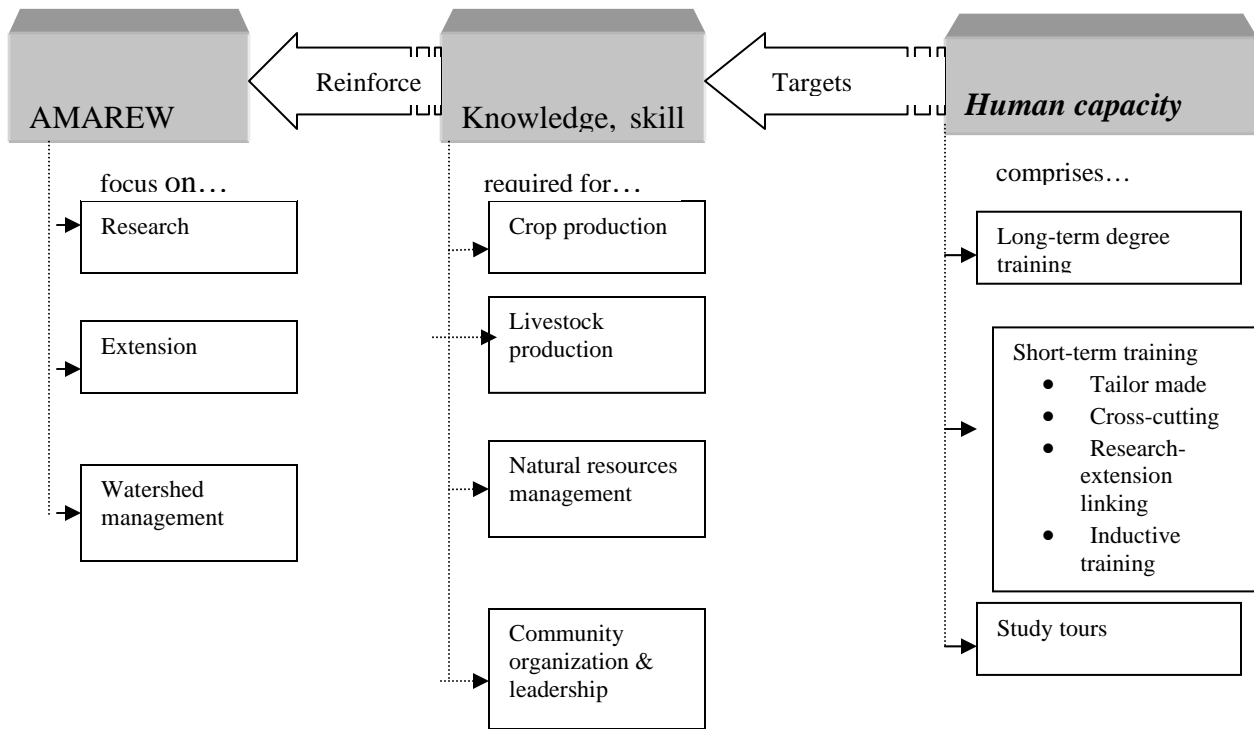 AMAREW
Reinforce
Knowledge, skill
Targets
Human capacity
focus on…
Research
Extension
Watershed
management
required for…
Crop production
Livestock
production
Natural resources
management
Community
organization &
leadership
comprises…
Long-term degree
training
Short-term training
• Tailor made
• Cross-cutting
• Research-
extension
linking
• Inductive
training
Study tours